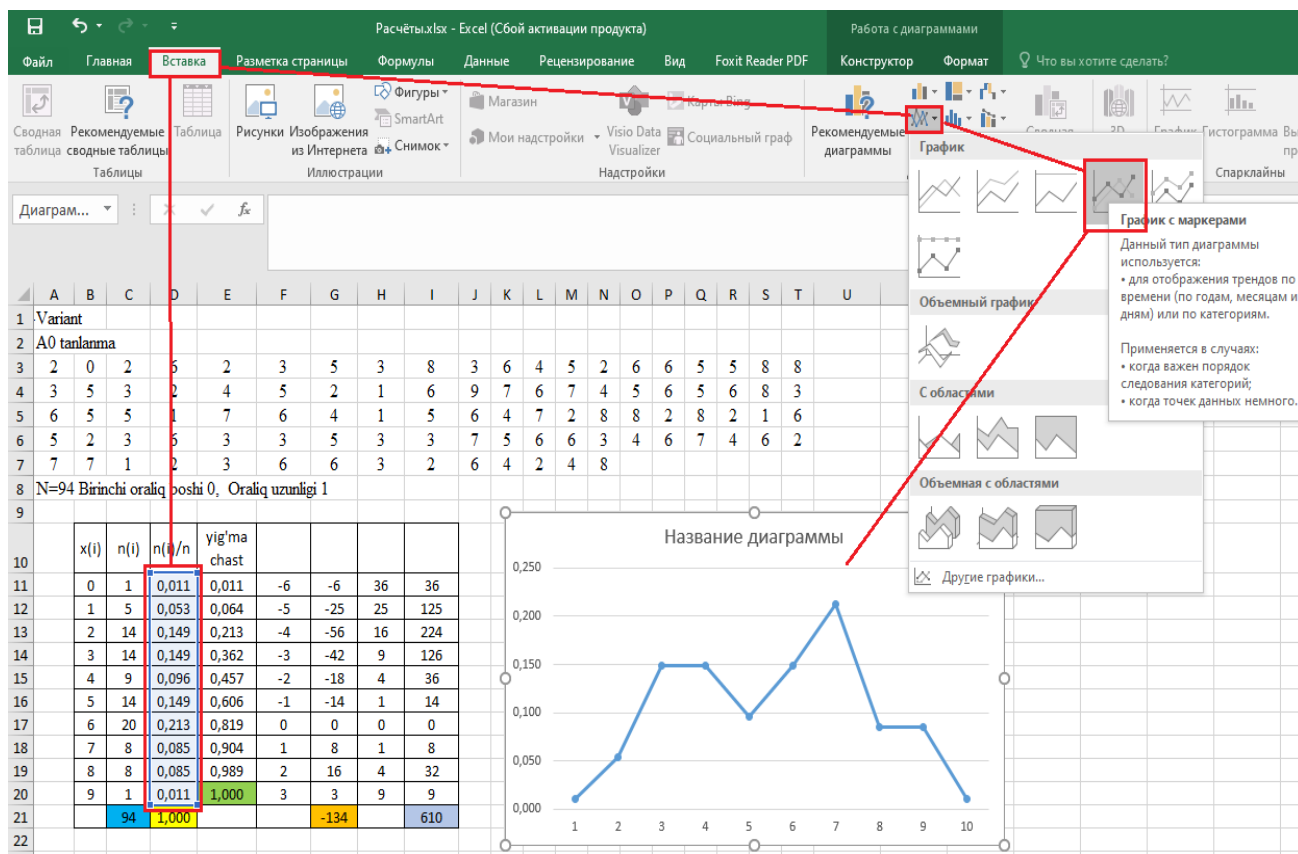 Расчёты.xlsx - Excel (Сбой активации продукта)
Работа с диаграммами
Файл Главная Вставка Разметка страницы Формулы Данные Рецензирование Вид Foxit Reader PDF Конструктор Формат Что вы хотите сделать?
Сводная таблица
Рекомендуемые сводные таблицы
Таблица
Таблицы
Рисунки
Изображения из Интернета
Фигуры
SmartArt
Снимок
Иллюстрации
Магазин
Мои надстройки
Visio Data Visualizer
Карты Bing
Социальный граф
Надстройки
Рекомендуемые диаграммы
График
Гистограмма
Спарклайны
График
График с маркерами
Данный тип диаграммы
используется:
• для отображения трендов по
времени (по годам, месяцам и
дням) или по категориям.
Применяется в случаях:
• когда важен порядок
следования категорий;
• когда точек данных немного.
Объемный график
С областями
Объемная с областями
Другие графики...
Диаграм... fx
A B C D E F G H I J K L M N O P Q R S T U
1 Variant
2 A0 tanlanma
3 2 0 2 6 2 3 5 3 8 3 6 4 5 2 6 6 5 5 8 8
4 3 5 3 2 4 5 2 1 6 9 7 6 7 4 5 6 5 6 8 3
5 6 5 5 1 7 6 4 1 5 6 4 7 2 8 8 2 8 2 1 6
6 5 2 3 6 3 3 5 3 3 7 5 6 6 3 4 6 7 4 6 2
7 7 7 1 2 3 6 6 3 2 6 4 2 4 8
8 N=94 Birinchi oraliq boshi 0, Oraliq uzunligi 1
9
10 x(i) n(i) n(i)/n yig'ma chast
11 0 1 0,011 0,011 -6 -6 36 36
12 1 5 0,053 0,064 -5 -25 25 125
13 2 14 0,149 0,213 -4 -56 16 224
14 3 14 0,149 0,362 -3 -42 9 126
15 4 9 0,096 0,457 -2 -18 4 36
16 5 14 0,149 0,606 -1 -14 1 14
17 6 20 0,213 0,819 0 0 0 0
18 7 8 0,085 0,904 1 8 1 8
19 8 8 0,085 0,989 2 16 4 32
20 9 1 0,011 1,000 3 3 9 9
21 94 1,000 -134 610
22
Название диаграммы
0,250
0,200
0,150
0,100
0,050
0,000
1 2 3 4 5 6 7 8 9 10